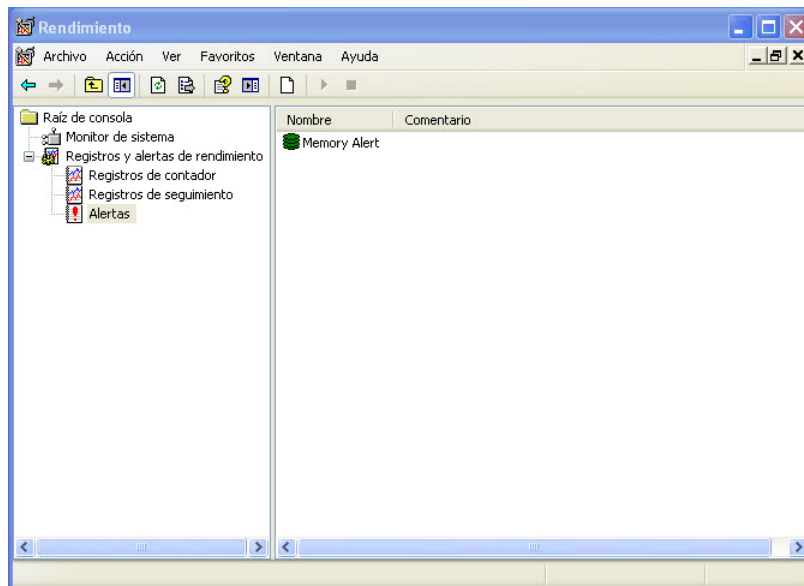 Rendimiento
Archivo Acción Ver Favoritos Ventana Ayuda
Raíz de consola
Monitor de sistema
Registros y alertas de rendimiento
Registros de contador
Registros de seguimiento
Alertas
Nombre Comentario
Memory Alert